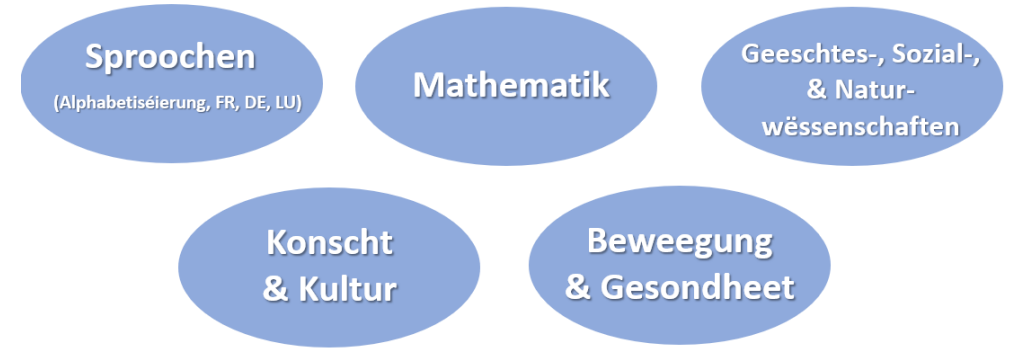 Sproochen
(Alphabetiséierung, FR, DE, LU)
Mathematik
Geeschtes-, Sozial-,
& Natur-
wëssenschaften
Konscht
& Kultur
Beweegung
& Gesondheet